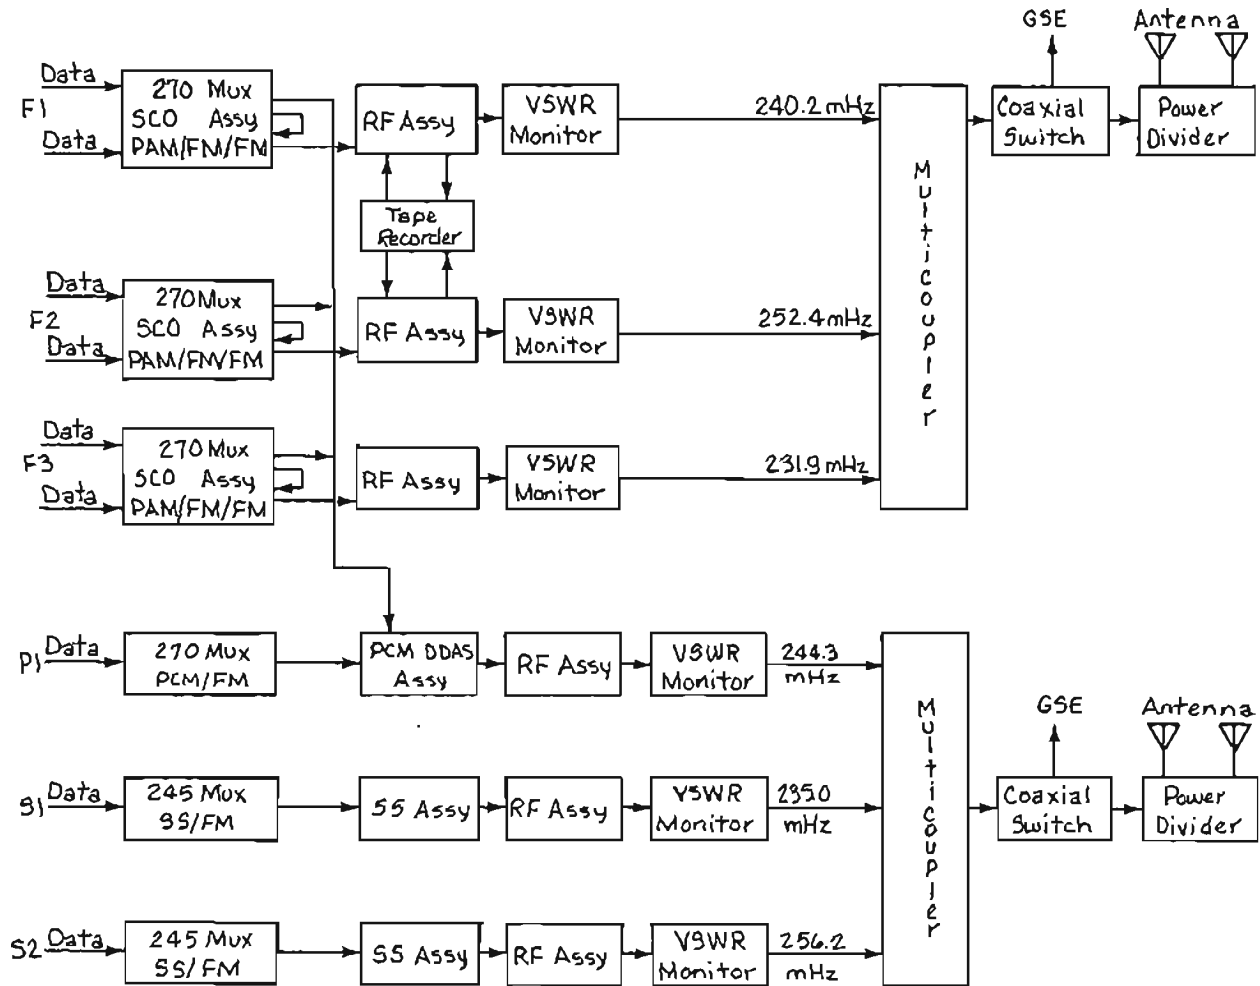 GSE
Antenna
Data
F1
Data
270 Mux
SCO Assy
PAM/FM/FM
RF Assy
VSWR
Monitor
240.2 mHz
Coaxial
Switch
Power
Divider
Multicoupler
Tape
Recorder
Data
F2
Data
270 Mux
SCO Assy
PAM/FM/FM
RF Assy
VSWR
Monitor
252.4 mHz
Data
F3
Data
270 Mux
SCO Assy
PAM/FM/FM
RF Assy
VSWR
Monitor
231.9 mHz
P1 Data
270 Mux
PCM/FM
PCM DDAS
Assy
RF Assy
VSWR
Monitor
244.3
mHz
Multicoupler
GSE
Antenna
S1 Data
245 Mux
SS/FM
SS Assy
RF Assy
VSWR
Monitor
235.0
mHz
Coaxial
Switch
Power
Divider
S2 Data
245 Mux
SS/FM
SS Assy
RF Assy
VSWR
Monitor
256.2
mHz